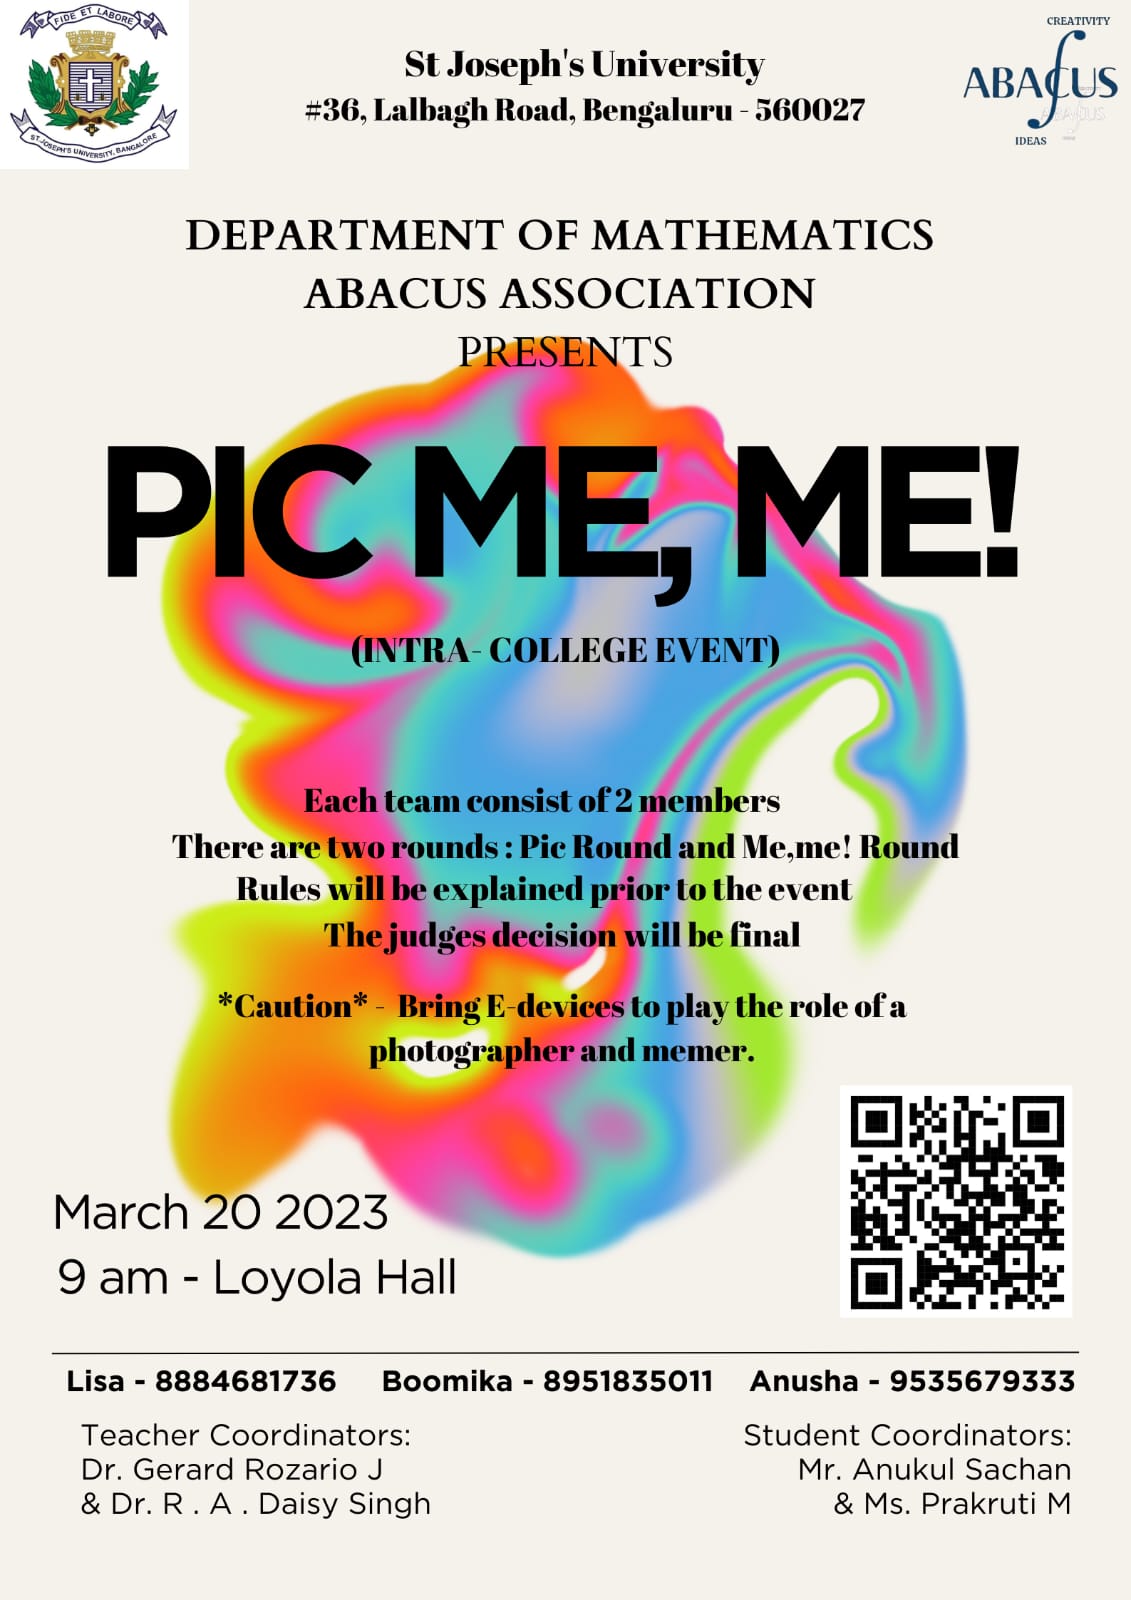 FIDE ET LABORE
ST. JOSEPH'S UNIVERSITY, BANGALORE
St Joseph's University
#36, Lalbagh Road, Bengaluru - 560027
CREATIVITY
ABACUS
ABACUS
IDEAS
DEPARTMENT OF MATHEMATICS
ABACUS ASSOCIATION
PRESENTS
PIC ME, ME!
(INTRA- COLLEGE EVENT)
Each team consist of 2 members
There are two rounds : Pic Round and Me,me! Round
Rules will be explained prior to the event
The judges decision will be final
*Caution* - Bring E-devices to play the role of a
photographer and memer.
March 20 2023
9 am - Loyola Hall
Lisa - 8884681736 Boomika - 8951835011 Anusha - 9535679333
Teacher Coordinators:
Dr. Gerard Rozario J
& Dr. R . A . Daisy Singh
Student Coordinators:
Mr. Anukul Sachan
& Ms. Prakruti M